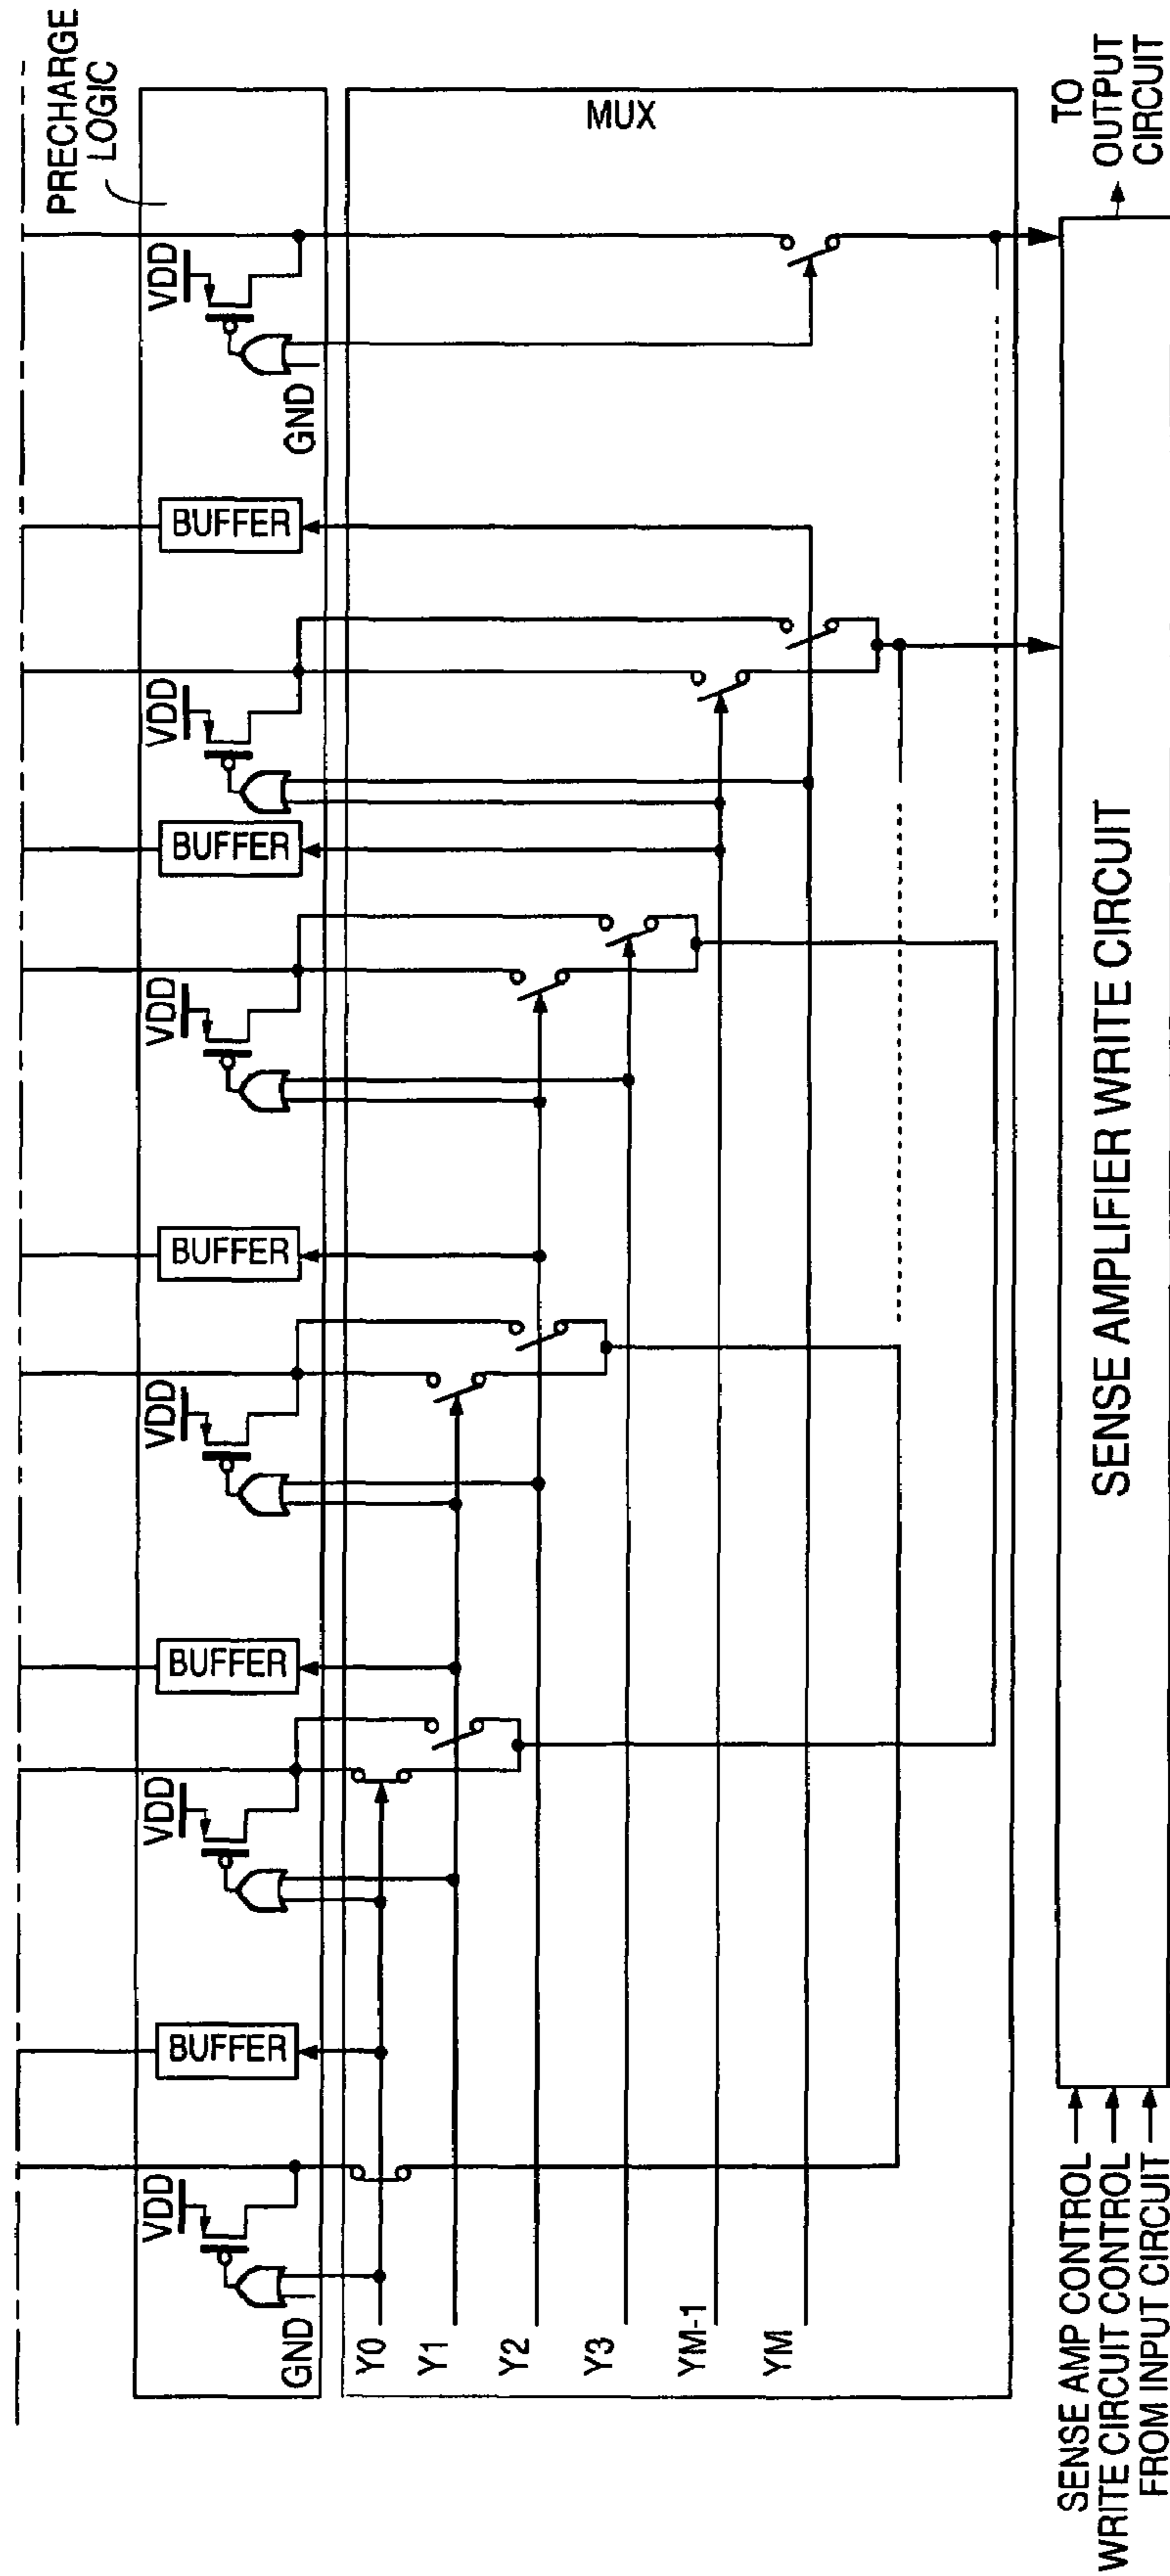 PRECHARGE
LOGIC
VDD
VDD
VDD
VDD
VDD
VDD
GND
GND
BUFFER
BUFFER
BUFFER
BUFFER
BUFFER
MUX
Y0
Y1
Y2
Y3
YM-1
YM
SENSE AMP CONTROL
WRITE CIRCUIT CONTROL
FROM INPUT CIRCUIT
SENSE AMPLIFIER WRITE CIRCUIT
TO
OUTPUT
CIRCUIT